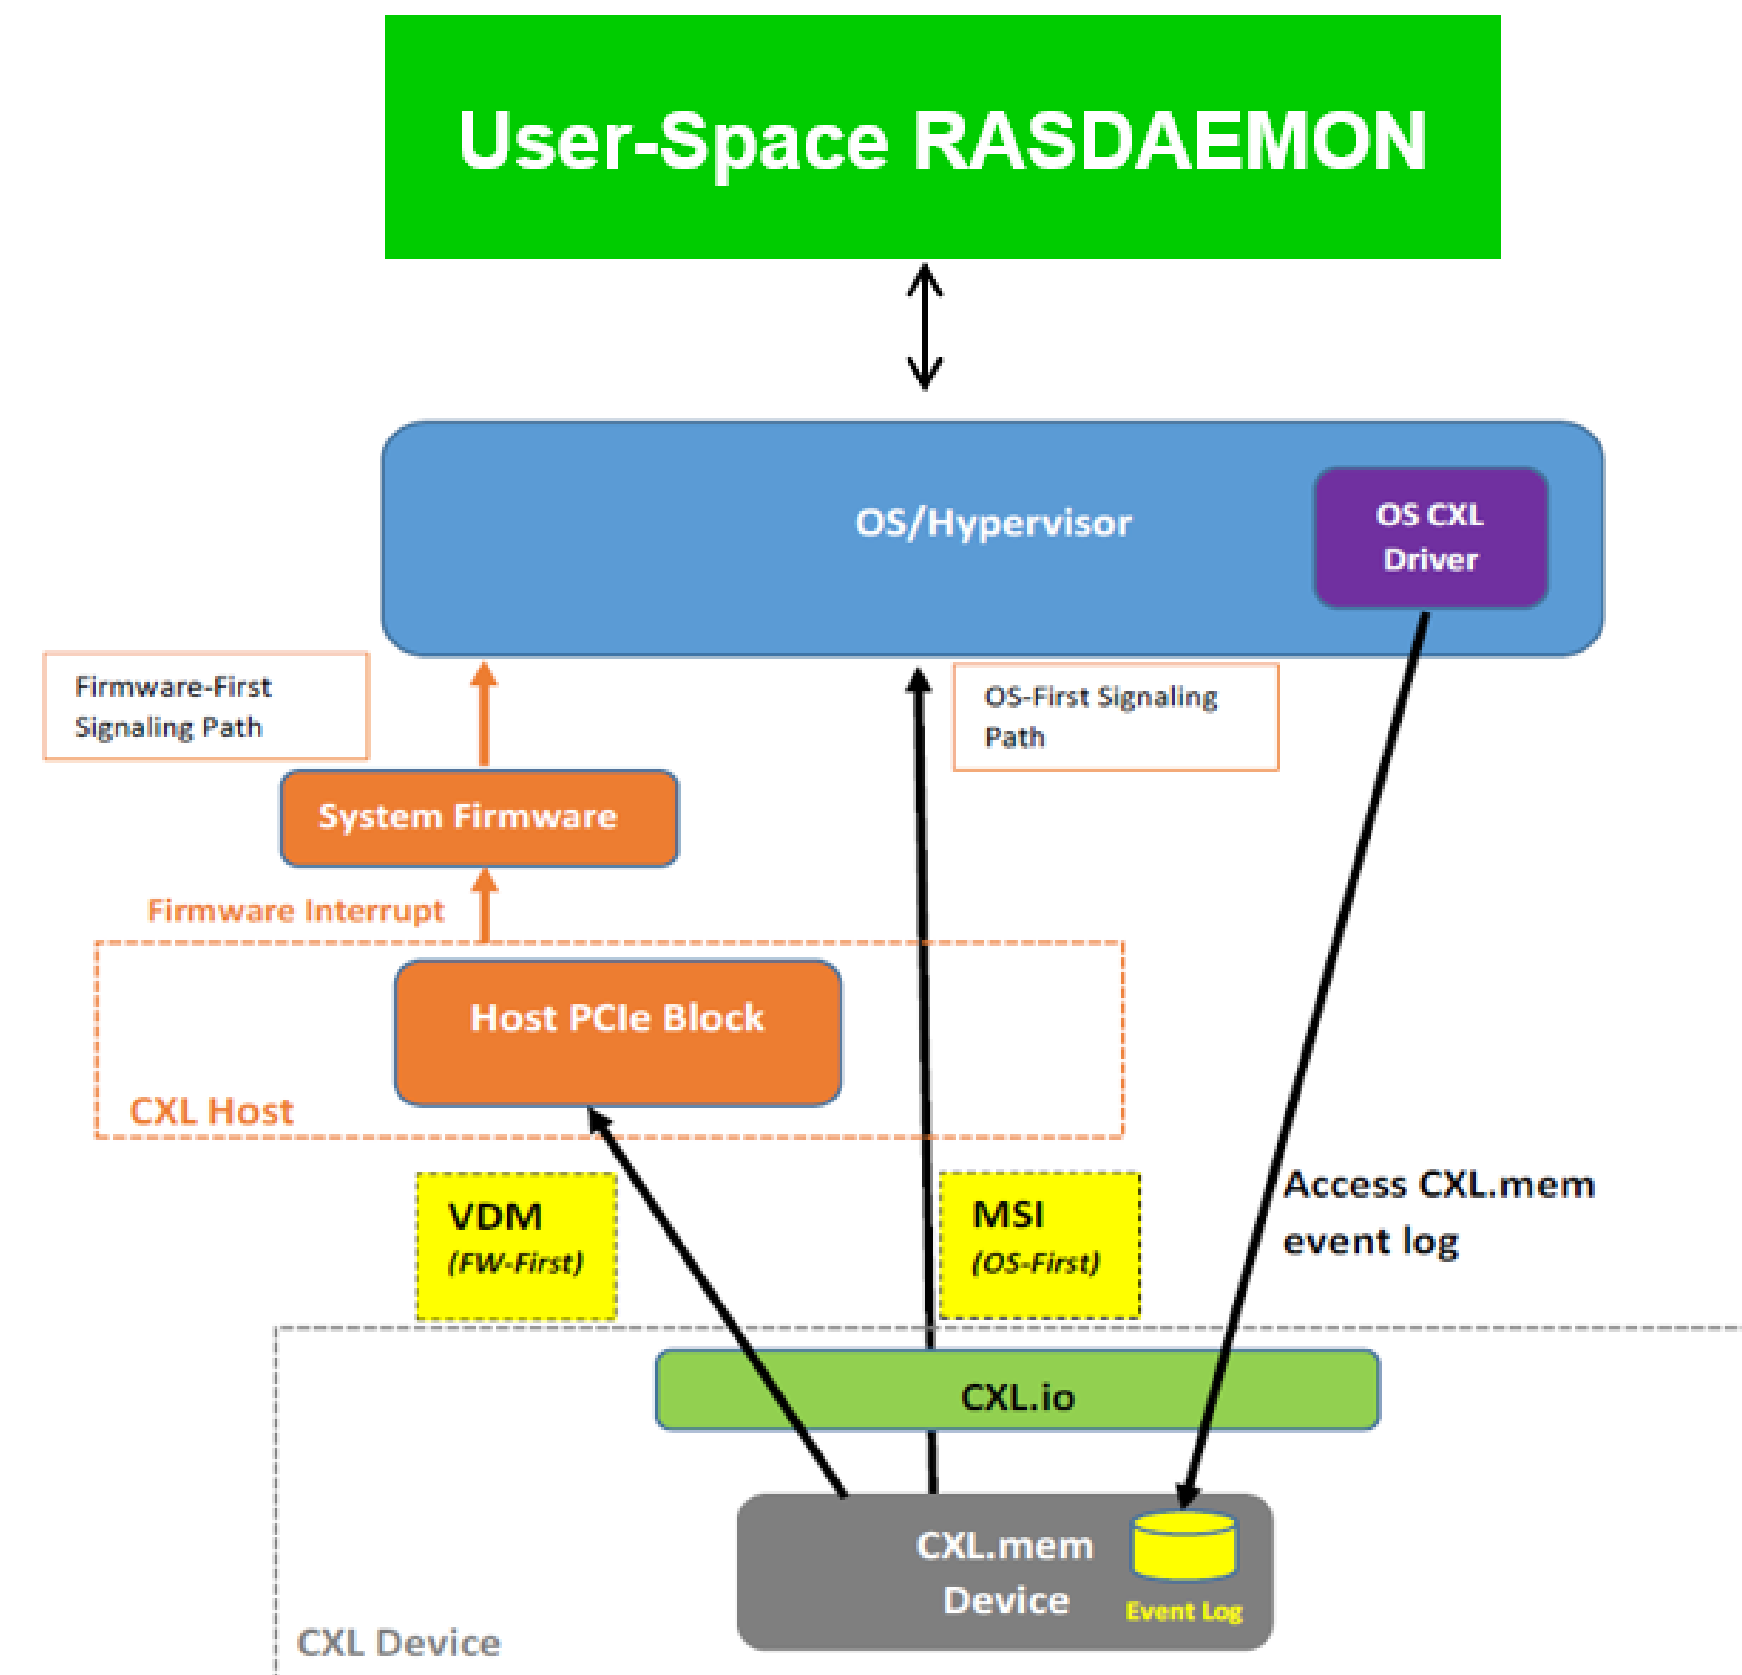 User-Space RASDAEMON
OS/Hypervisor
OS CXL
Driver
Firmware-First
Signaling Path
OS-First Signaling
Path
System Firmware
Firmware Interrupt
Host PCIe Block
CXL Host
VDM
(FW-First)
MSI
(OS-First)
Access CXL.mem
event log
CXL.io
CXL.mem
Device
Event Log
CXL Device